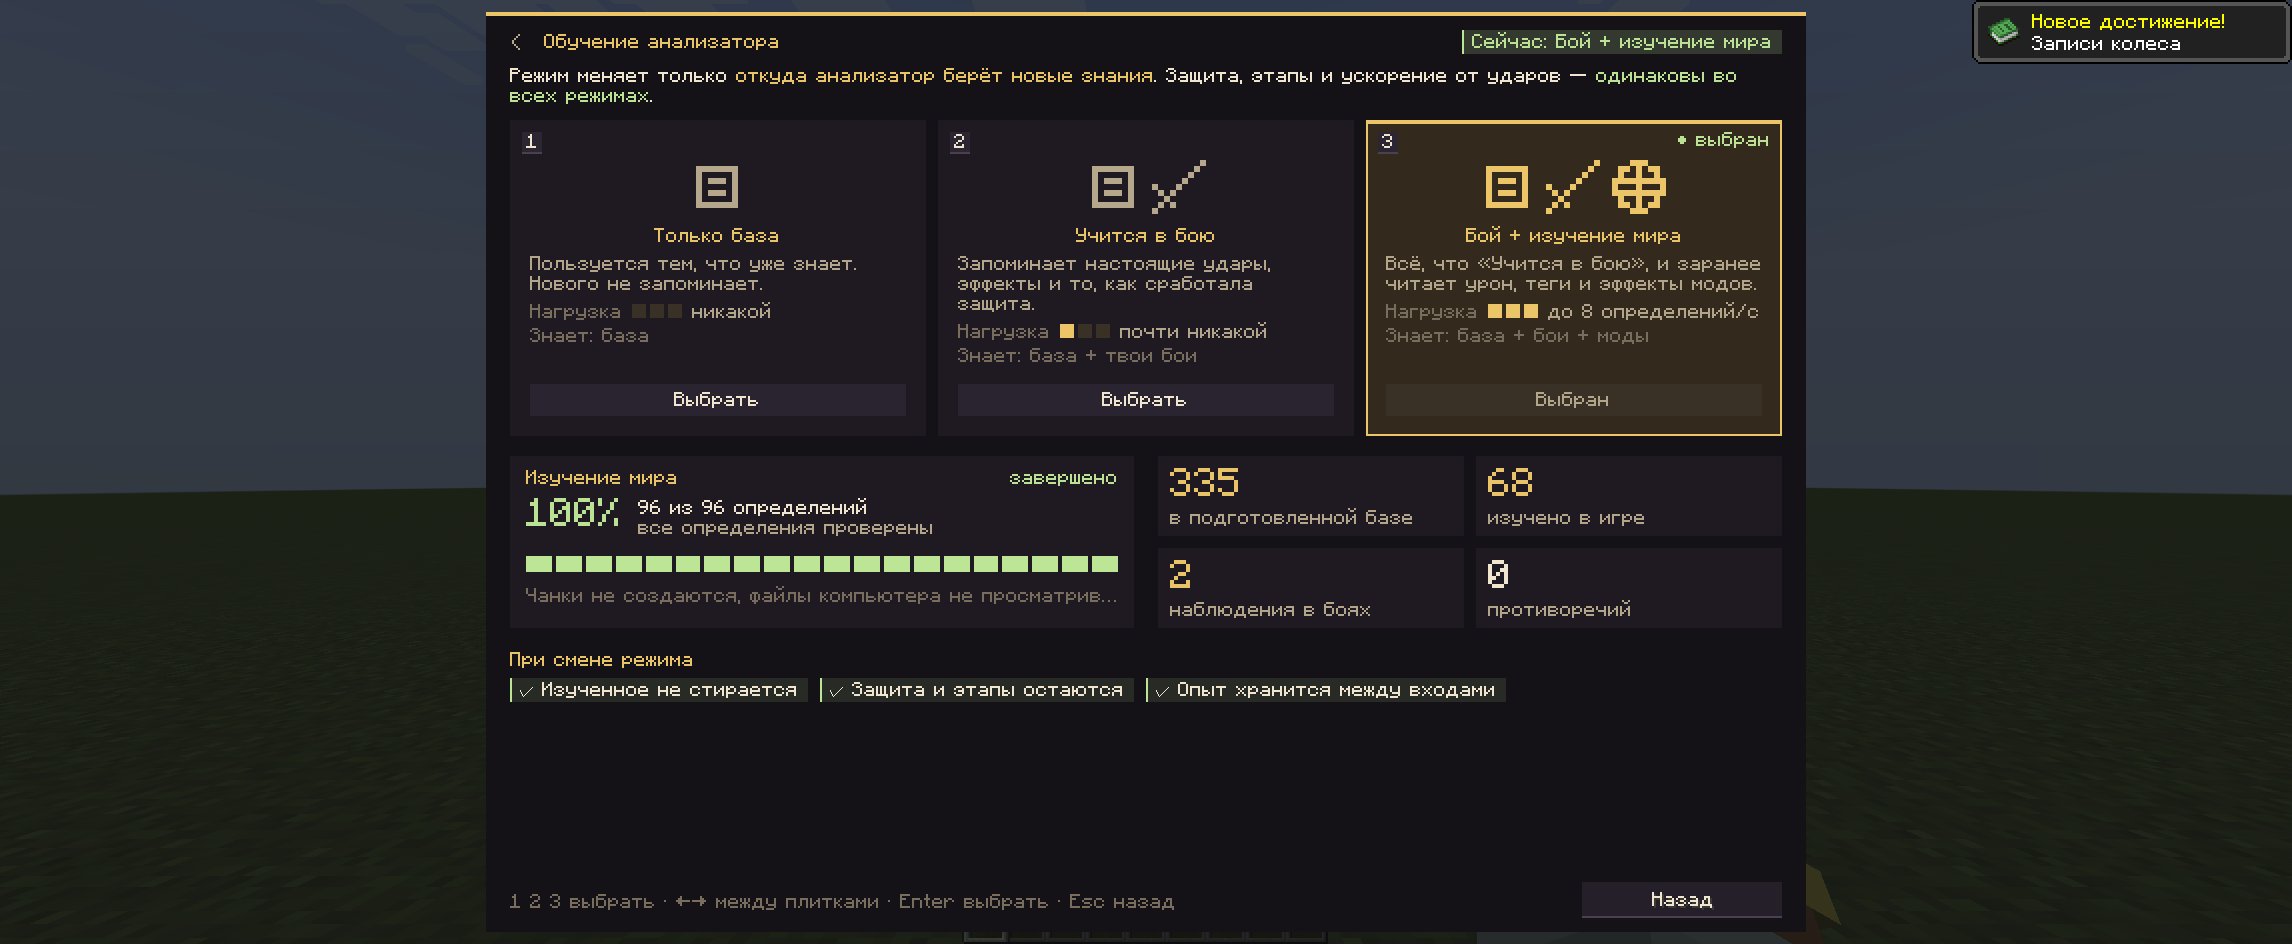 Обучение анализатора
Сейчас: Бой + изучение мира
Новое достижение!
Записи колеса
Режим меняет только откуда анализатор берёт новые знания. Защита, этапы и ускорение от ударов — одинаковы во
всех режимах.
1
Только база
Пользуется тем, что уже знает.
Нового не запоминает.
Нагрузка никакой
Знает: база
Выбрать
2
Учится в бою
Запоминает настоящие удары,
эффекты и то, как сработала
защита.
Нагрузка почти никакой
Знает: база + твои бои
Выбрать
3
• выбран
Бой + изучение мира
Всё, что «Учится в бою», и заранее
читает урон, теги и эффекты модов.
Нагрузка до 8 определений/с
Знает: база + бои + моды
Выбран
Изучение мира
завершено
100%
96 из 96 определений
все определения проверены
Чанки не создаются, файлы компьютера не просматрив...
335
в подготовленной базе
68
изучено в игре
2
наблюдения в боях
0
противоречий
При смене режима
✓ Изученное не стирается
✓ Защита и этапы остаются
✓ Опыт хранится между входами
1 2 3 выбрать · ←→ между плитками · Enter выбрать · Esc назад
Назад